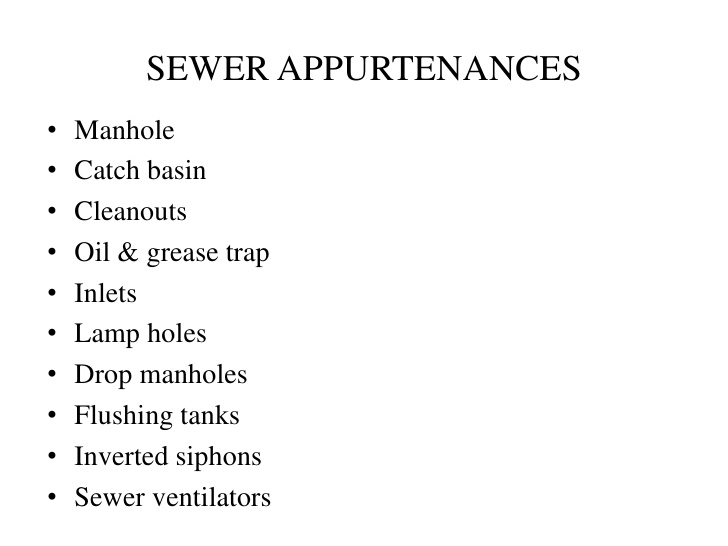 SEWER APPURTENANCES
• Manhole
• Catch basin
• Cleanouts
• Oil & grease trap
• Inlets
• Lamp holes
• Drop manholes
• Flushing tanks
• Inverted siphons
• Sewer ventilators